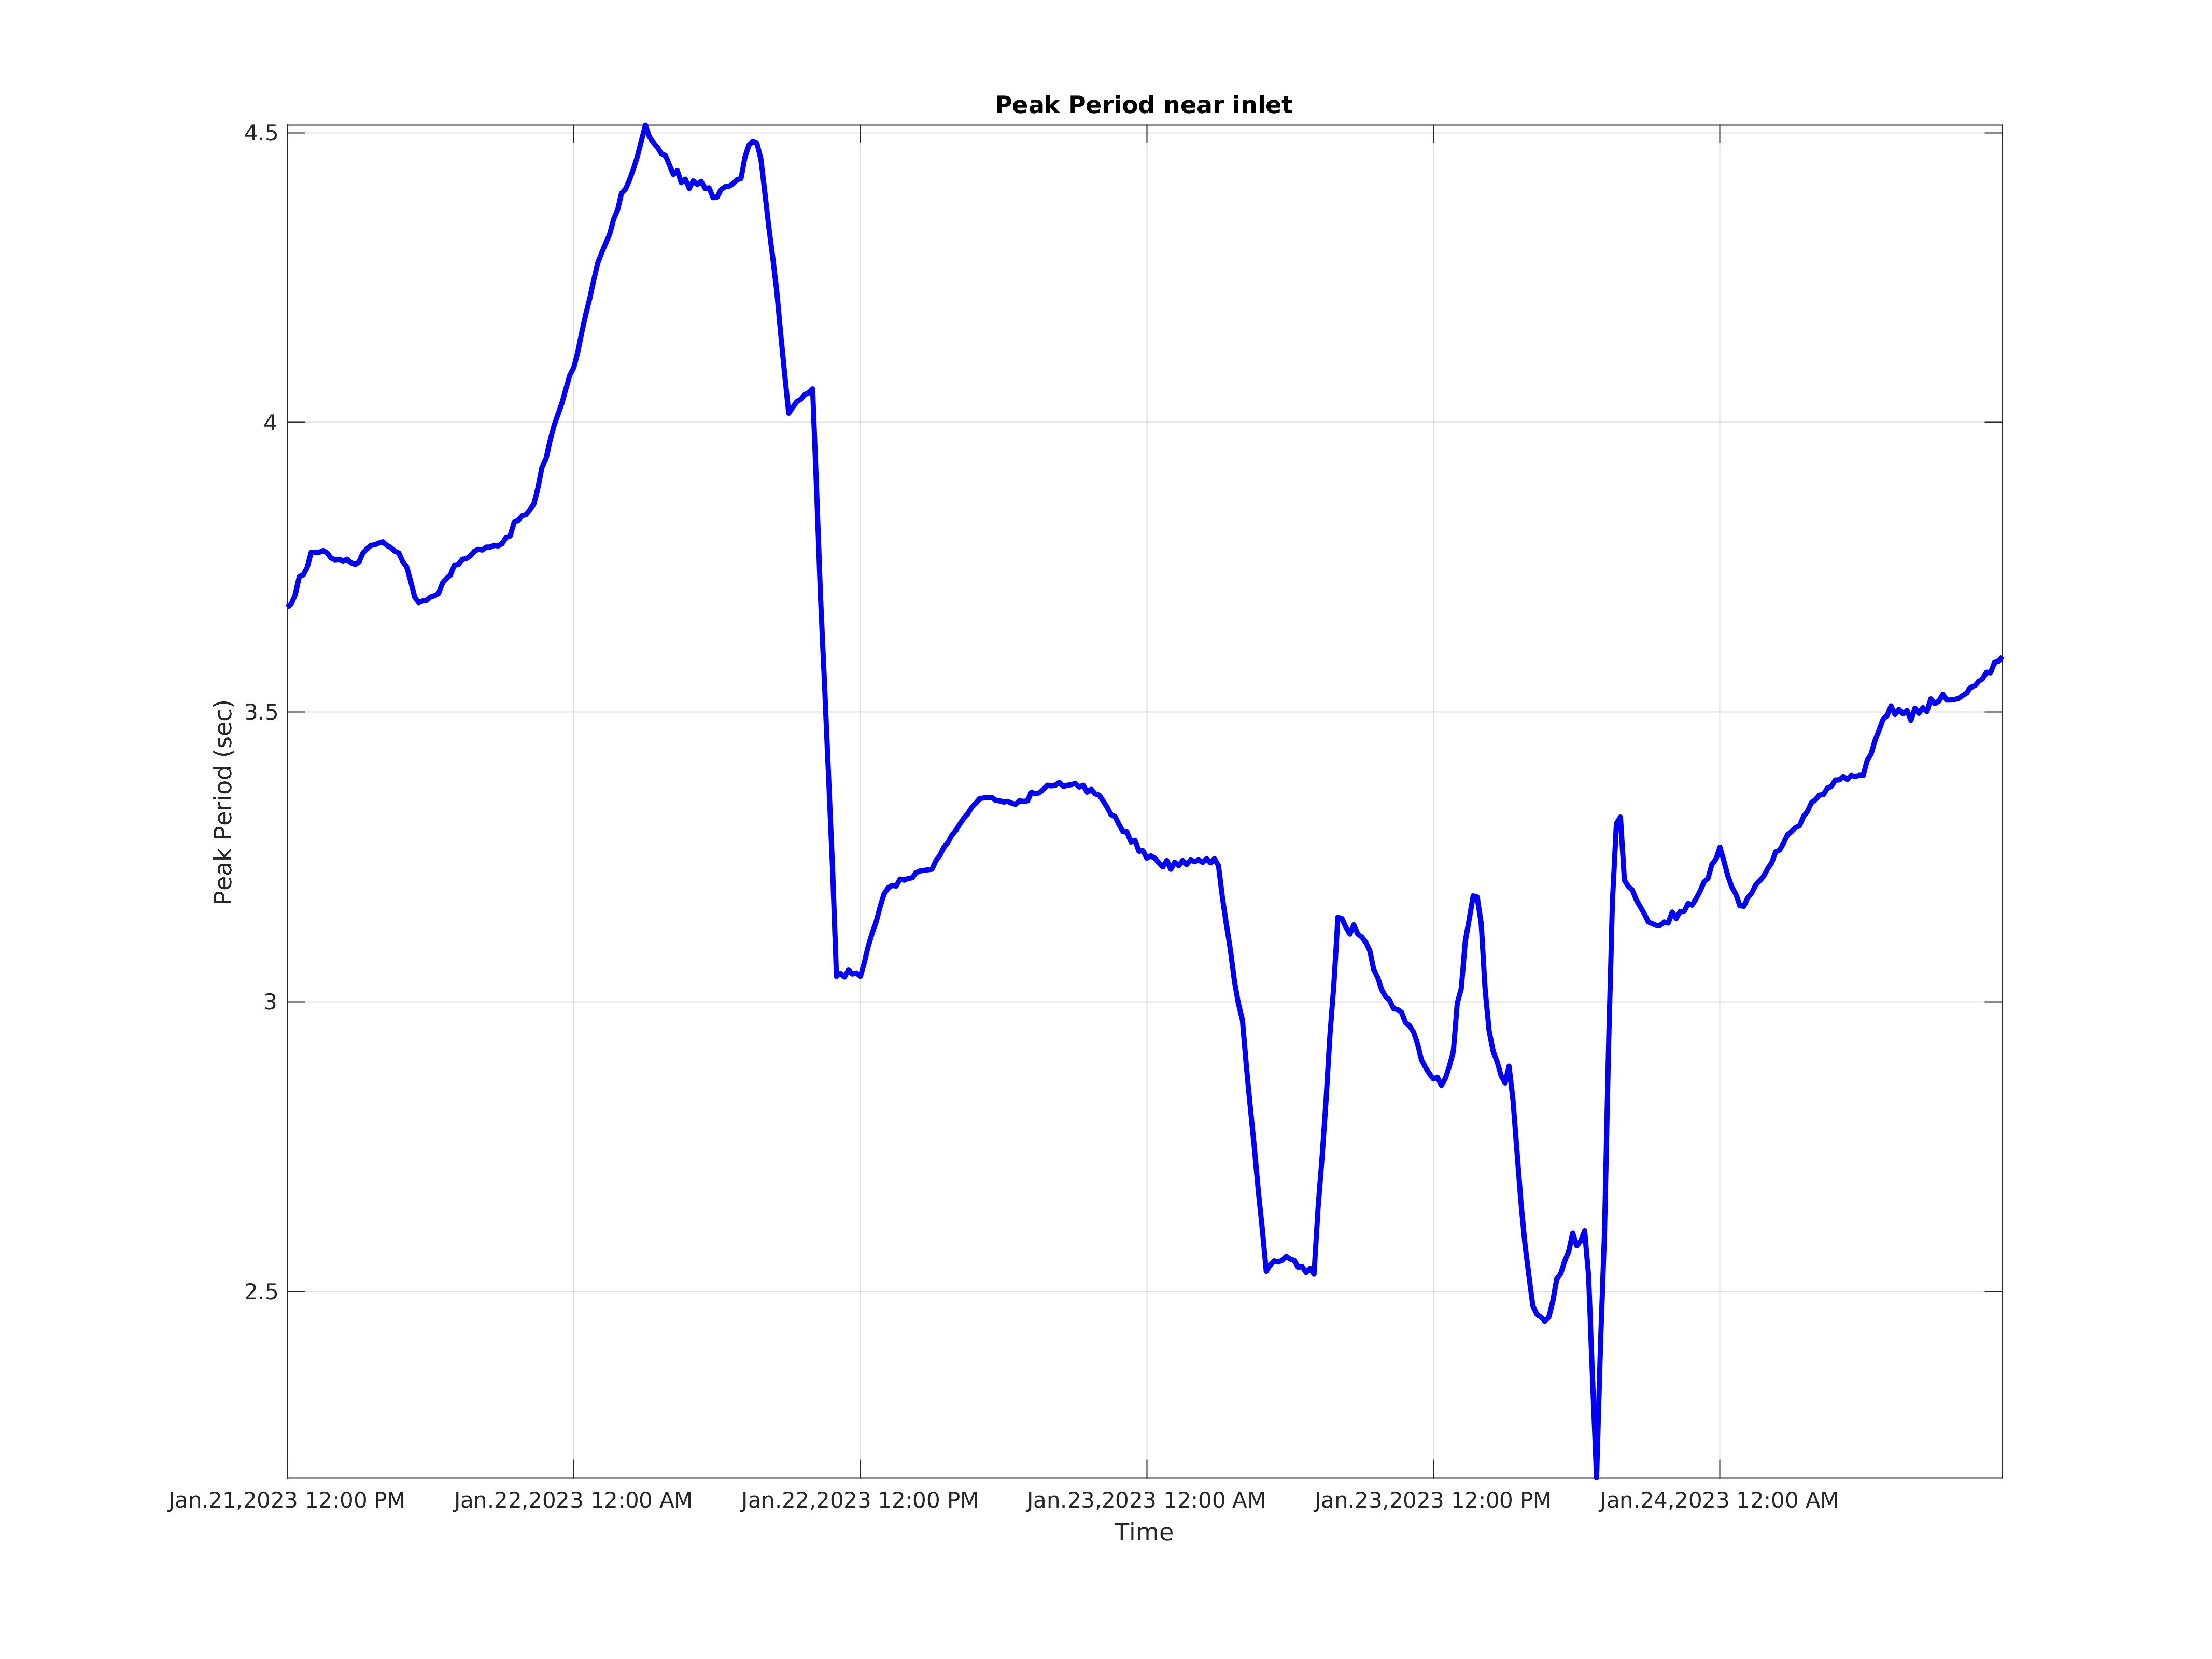 Peak Period near inlet
4.5
4
3.5
3
2.5
Peak Period (sec)
Jan.21,2023 12:00 PM
Jan.22,2023 12:00 AM
Jan.22,2023 12:00 PM
Jan.23,2023 12:00 AM
Jan.23,2023 12:00 PM
Jan.24,2023 12:00 AM
Time